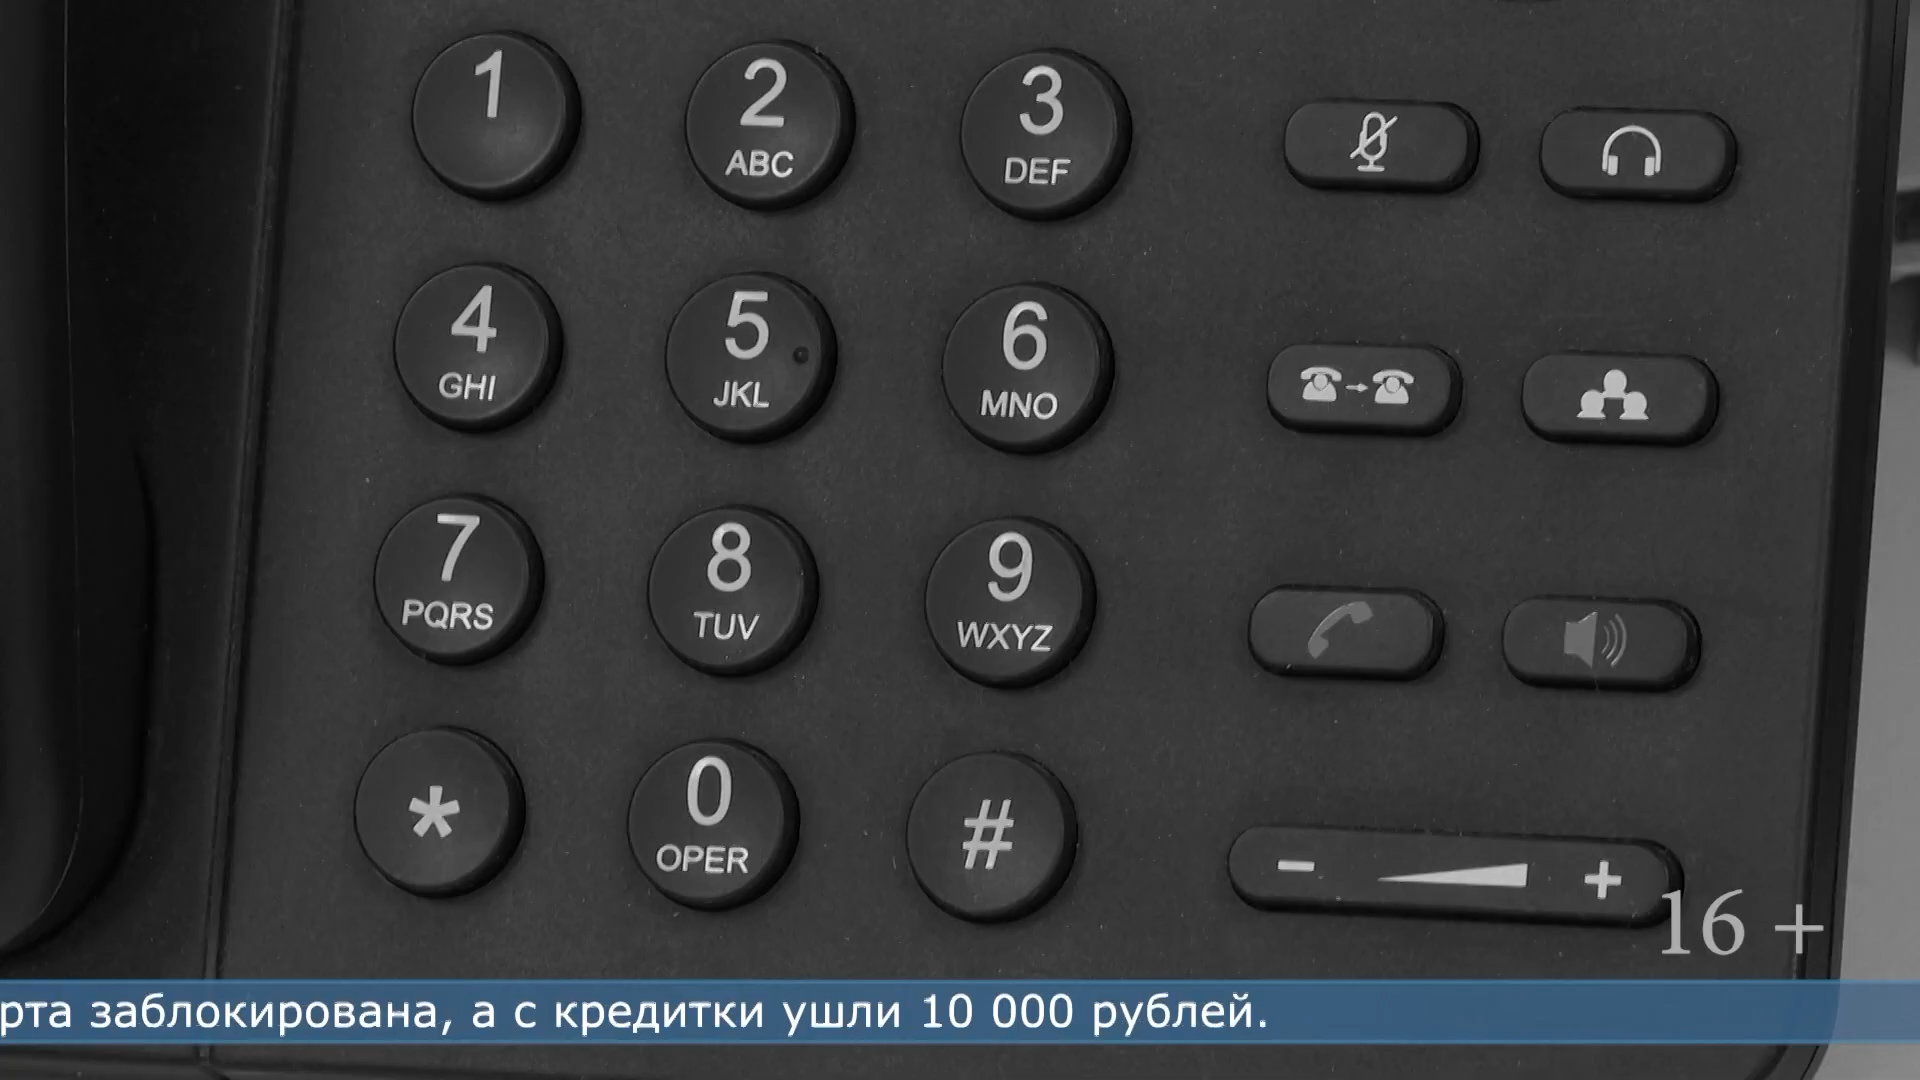 1
2
ABC
3
DEF
4
GHI
5
JKL
6
MNO
7
PQRS
8
TUV
9
WXYZ
*
0
OPER
#
- +
16 +
рта заблокирована, а с кредитки ушли 10 000 рублей.